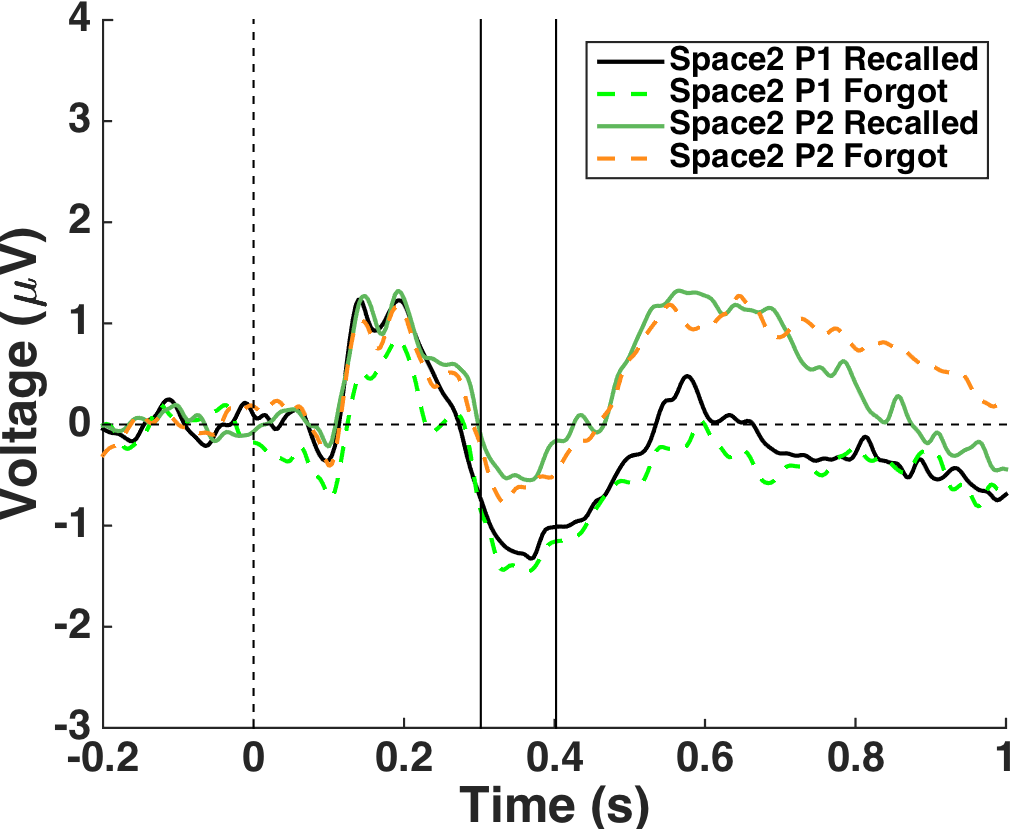 Space2 P1 Recalled
Space2 P1 Forgot
Space2 P2 Recalled
Space2 P2 Forgot
Voltage (μV)
4
3
2
1
0
-1
-2
-3
-0.2 0 0.2 0.4 0.6 0.8 1
Time (s)